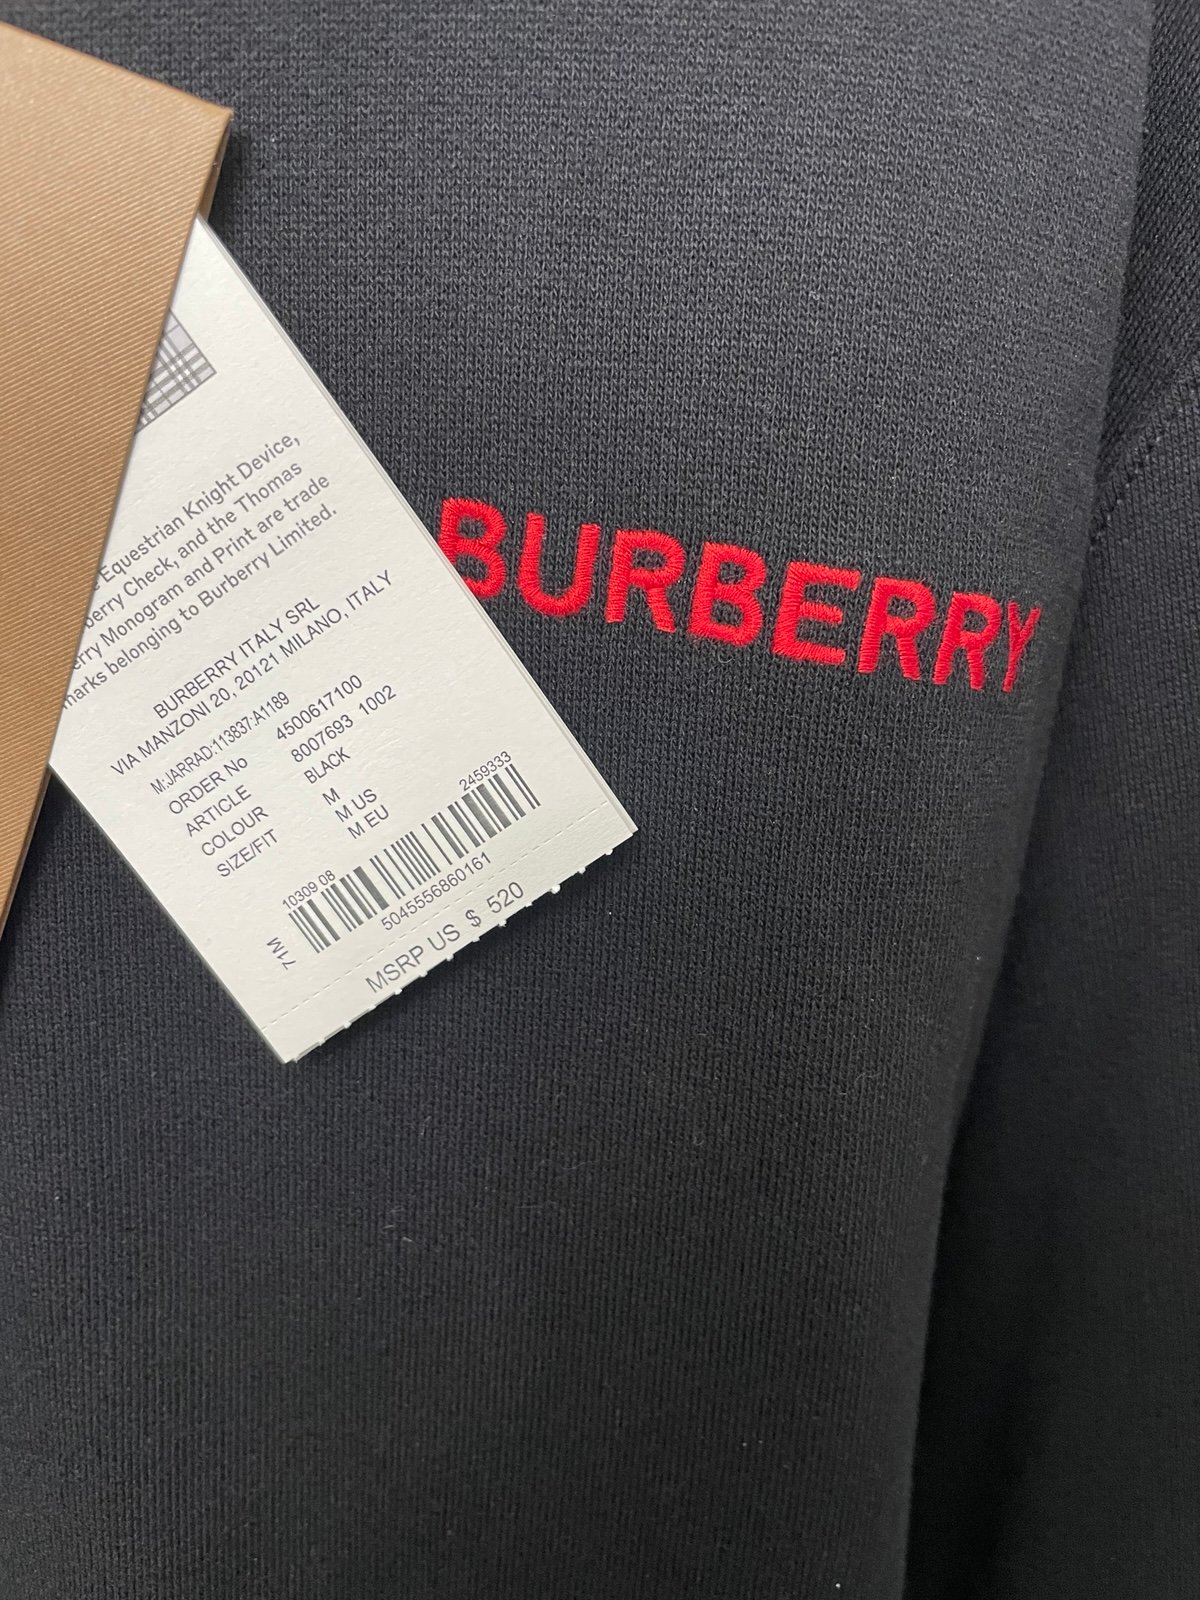 Equestrian Knight Device,
berry Check, and the Thomas
erry Monogram and Print are trade
marks belonging to Burberry Limited.
BURBERRY ITALY SRL
VIA MANZONI 20, 20121 MILANO, ITALY
M:JARRAD:113837:A1189
ORDER No 4500617100
ARTICLE 8007693 1002
COLOUR BLACK
SIZE/FIT M
M US
M EU
10309 08 2459333
5045556860161
71M
MSRP US $ 520
BURBERRY